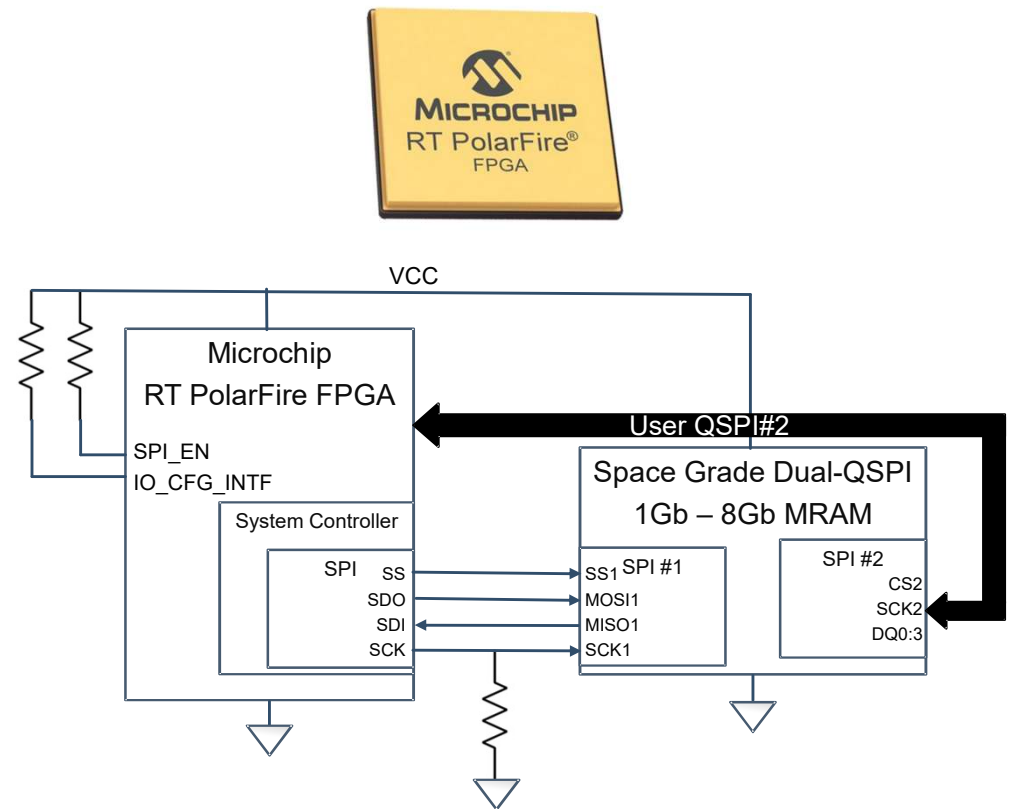 MICROCHIP
RT PolarFire®
FPGA
VCC
Microchip
RT PolarFire FPGA
SPI_EN
IO_CFG_INTF
System Controller
SPI
SS
SDO
SDI
SCK
User QSPI#2
Space Grade Dual-QSPI
1Gb – 8Gb MRAM
SPI #1
SS1
MOSI1
MISO1
SCK1
SPI #2
CS2
SCK2
DQ0:3